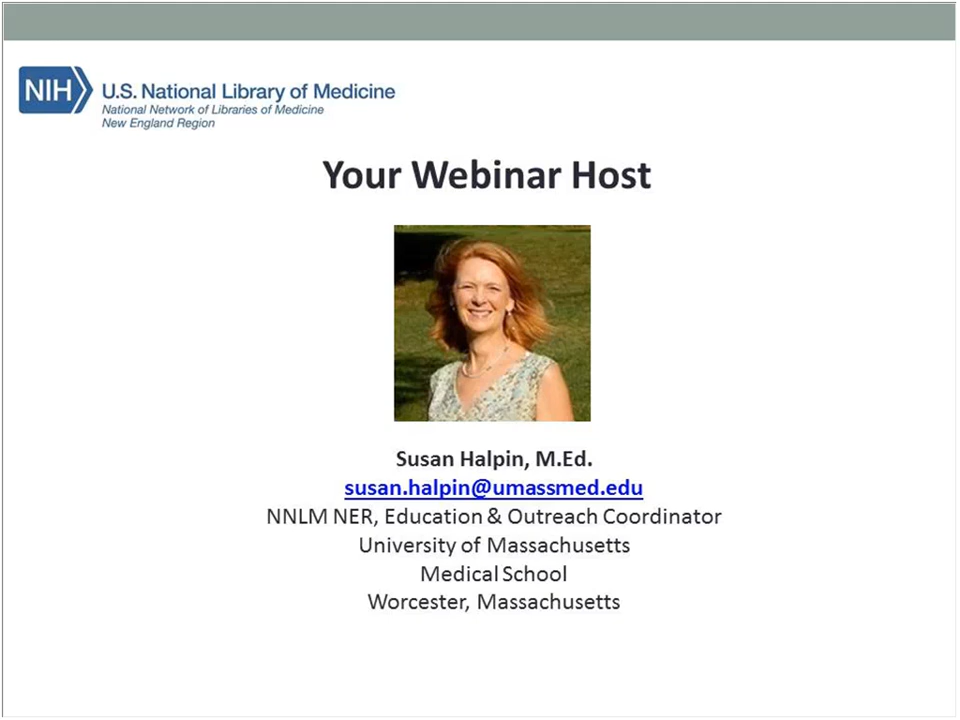 NIH
U.S. National Library of Medicine
National Network of Libraries of Medicine
New England Region
Your Webinar Host
Susan Halpin, M.Ed.
susan.halpin@umassmed.edu
NNLM NER, Education & Outreach Coordinator
University of Massachusetts
Medical School
Worcester, Massachusetts